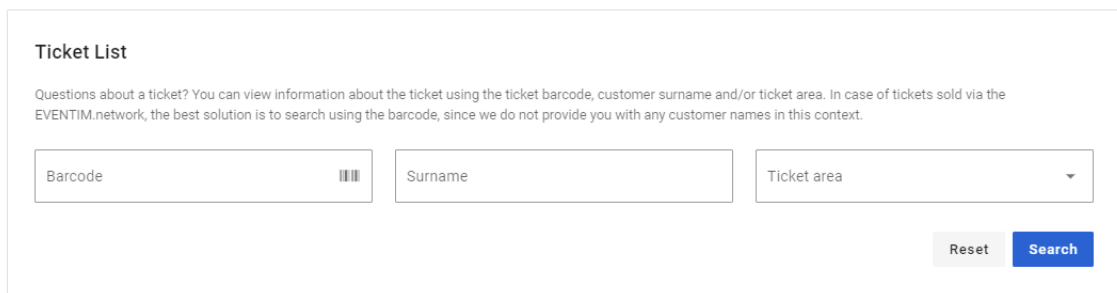 Ticket List
Questions about a ticket? You can view information about the ticket using the ticket barcode, customer surname and/or ticket area. In case of tickets sold via the
EVENTIM.network, the best solution is to search using the barcode, since we do not provide you with any customer names in this context.
Barcode
Surname
Ticket area
Reset
Search